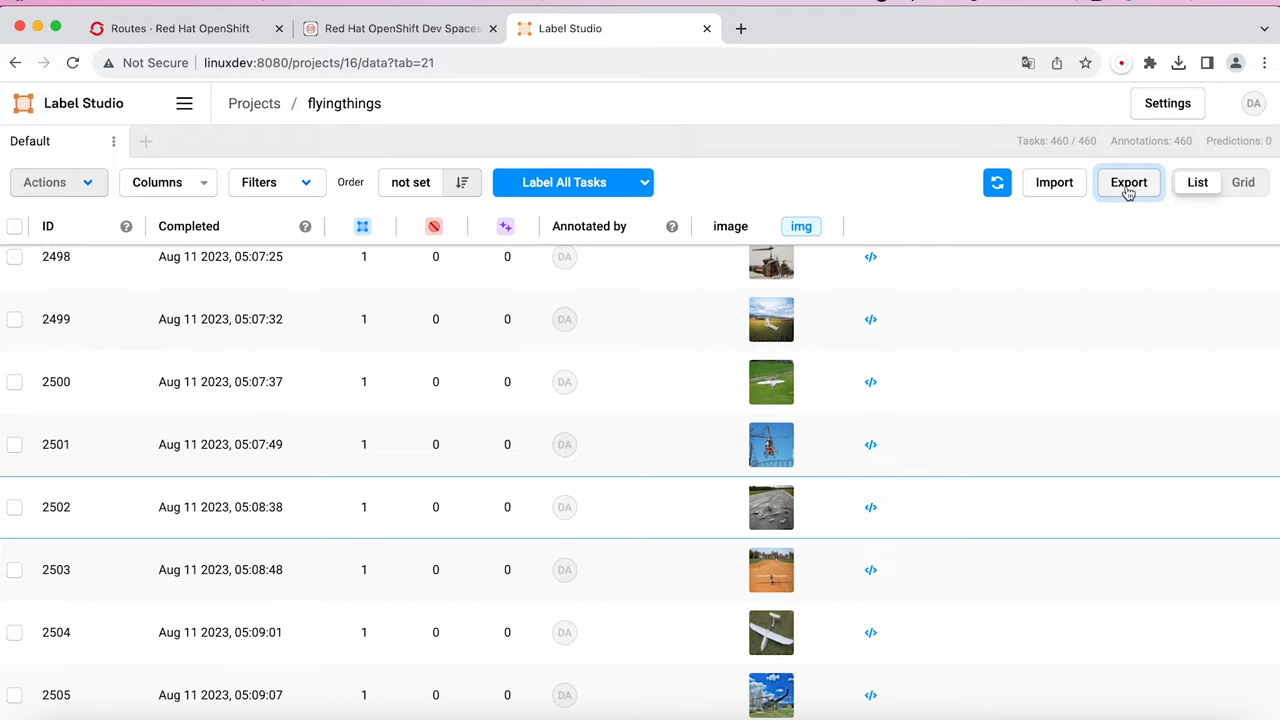 Routes · Red Hat OpenShift
Red Hat OpenShift Dev Spaces
Label Studio
Not Secure linuxdev:8080/projects/16/data?tab=21
Label Studio Projects / flyingthings Settings DA
Default Tasks: 460 / 460 Annotations: 460 Predictions: 0
Actions Columns Filters Order not set Label All Tasks Import Export List Grid
ID Completed Annotated by image img
2498 Aug 11 2023, 05:07:25 1 0 0 DA </>
2499 Aug 11 2023, 05:07:32 1 0 0 DA </>
2500 Aug 11 2023, 05:07:37 1 0 0 DA </>
2501 Aug 11 2023, 05:07:49 1 0 0 DA </>
2502 Aug 11 2023, 05:08:38 1 0 0 DA </>
2503 Aug 11 2023, 05:08:48 1 0 0 DA </>
2504 Aug 11 2023, 05:09:01 1 0 0 DA </>
2505 Aug 11 2023, 05:09:07 1 0 0 DA </>